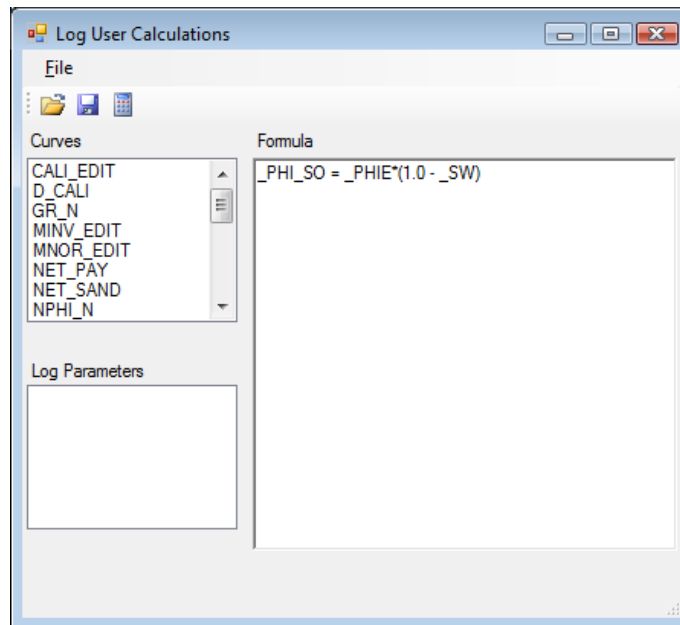 Log User Calculations
File
Curves
Formula
CALI_EDIT
D_CALI
GR_N
MINV_EDIT
MNOR_EDIT
NET_PAY
NET_SAND
NPHI_N
_PHI_SO = _PHIE*(1.0 - _SW)
Log Parameters